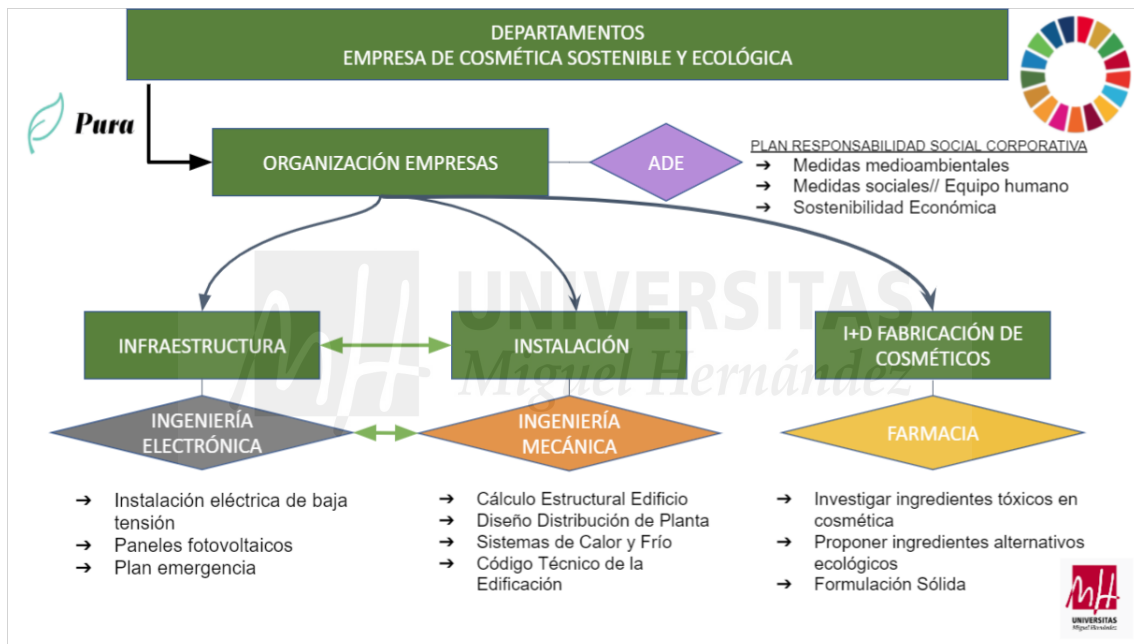 DEPARTAMENTOS
EMPRESA DE COSMÉTICA SOSTENIBLE Y ECOLÓGICA
Pura
ORGANIZACIÓN EMPRESAS
ADE
PLAN RESPONSABILIDAD SOCIAL CORPORATIVA
➔ Medidas medioambientales
➔ Medidas sociales// Equipo humano
➔ Sostenibilidad Económica
UNIVERSITAS
Miguel Hernández
INFRAESTRUCTURA
INSTALACIÓN
I+D FABRICACIÓN DE
COSMÉTICOS
INGENIERÍA
ELECTRÓNICA
INGENIERÍA
MECÁNICA
FARMACIA
➔ Instalación eléctrica de baja
tensión
➔ Paneles fotovoltaicos
➔ Plan emergencia
➔ Cálculo Estructural Edificio
➔ Diseño Distribución de Planta
➔ Sistemas de Calor y Frío
➔ Código Técnico de la
Edificación
➔ Investigar ingredientes tóxicos en
cosmética
➔ Proponer ingredientes alternativos
ecológicos
➔ Formulación Sólida
UNIVERSITAS
Miguel Hernández